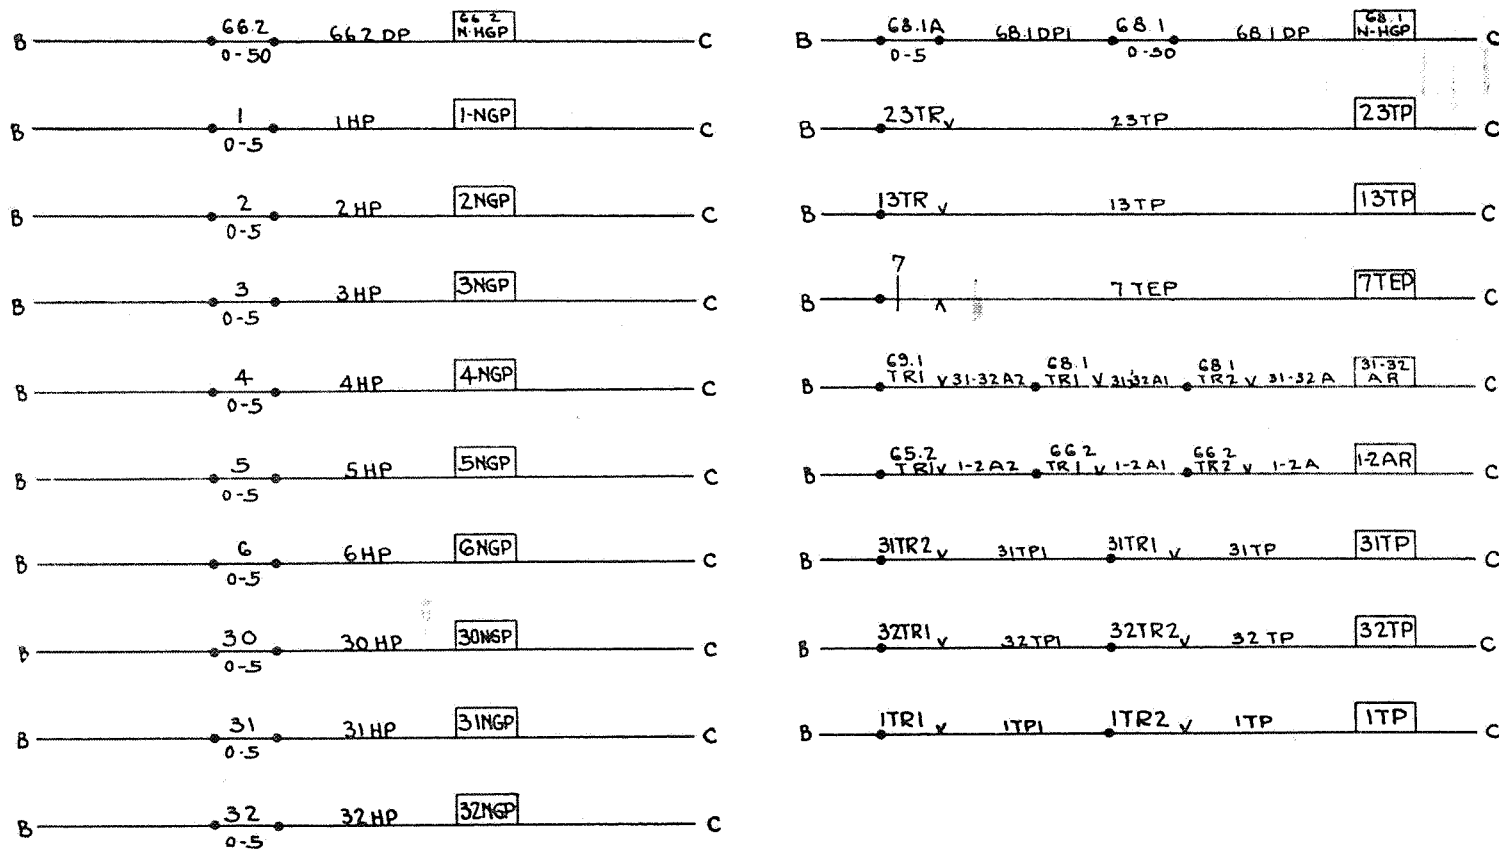 B 66.2 0-50 66.2 DP 66.2 N-HGP C
B 1 0-5 1HP 1-NGP C
B 2 0-5 2HP 2NGP C
B 3 0-5 3HP 3NGP C
B 4 0-5 4HP 4-NGP C
B 5 0-5 5HP 5NGP C
B 6 0-5 6HP 6NGP C
B 30 0-5 30HP 30NGP C
B 31 0-5 31HP 31NGP C
B 32 0-5 32HP 32NGP C
B 68.1A 0-5 68.1DP1 68.1 0-50 68.1DP 68.1 N-HGP C
B 23TR 23TP 23TP C
B 13TR 13TP 13TP C
B 7 7TEP 7TEP C
B 69.1 TR1 31-32A2 68.1 TR1 31-32A1 68.1 TR2 31-32A 31-32 AR C
B 65.2 TR1 1-2A2 66.2 TR1 1-2A1 66.2 TR2 1-2A 1-2AR C
B 31TR2 31TP1 31TR1 31TP 31TP C
B 32TR1 32TP1 32TR2 32TP 32TP C
B 1TR1 1TP1 1TR2 1TP 1TP C